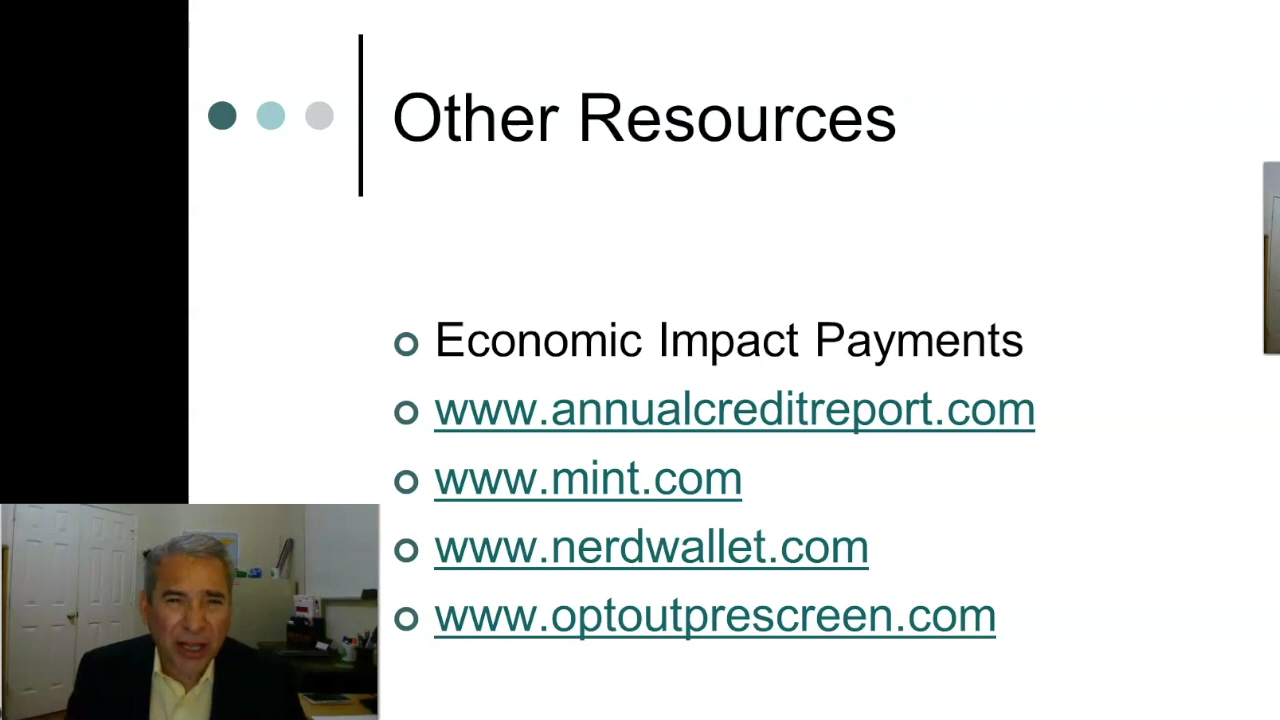 Other Resources
Economic Impact Payments
www.annualcreditreport.com
www.mint.com
www.nerdwallet.com
www.optoutprescreen.com